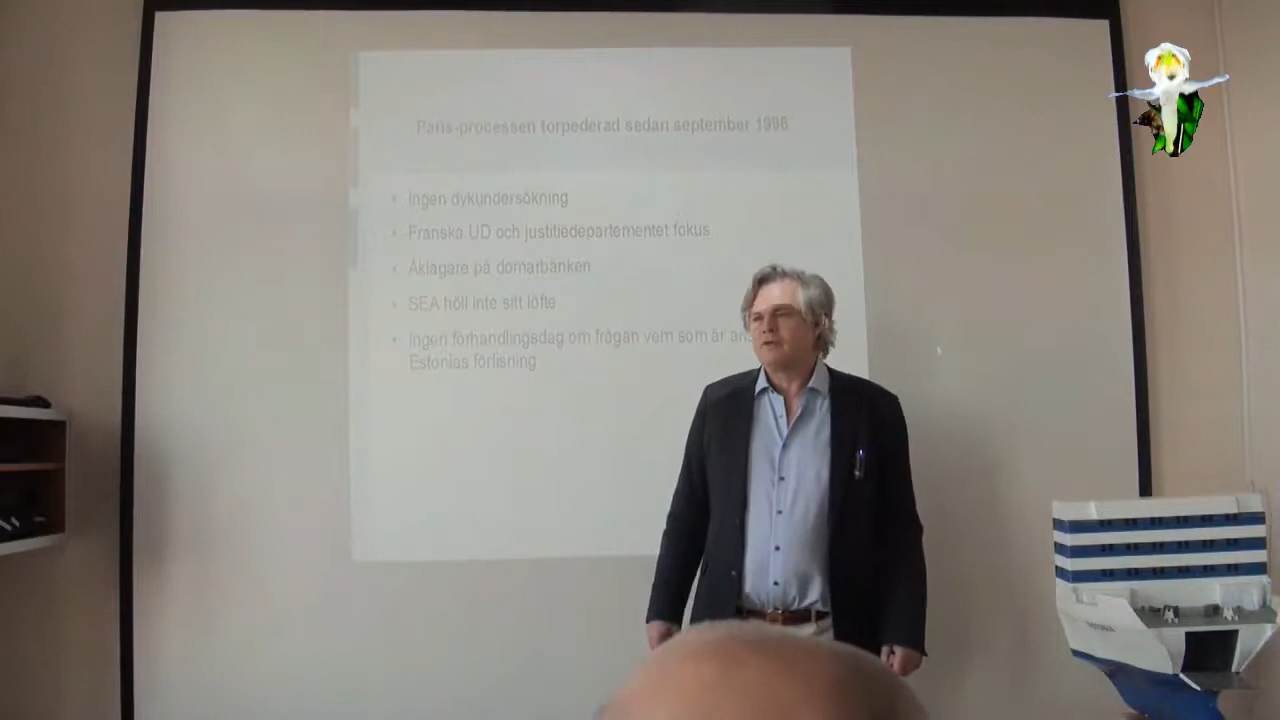 Paris-processen torpederad sedan september 1996
• Ingen dykundersökning
• Franska UD och justitiedepartementet fokus
• Åklagare på domarbänken
• SEA höll inte sitt löfte
• Ingen förhandlingsdag om frågan vem som är
Estonias förlisning